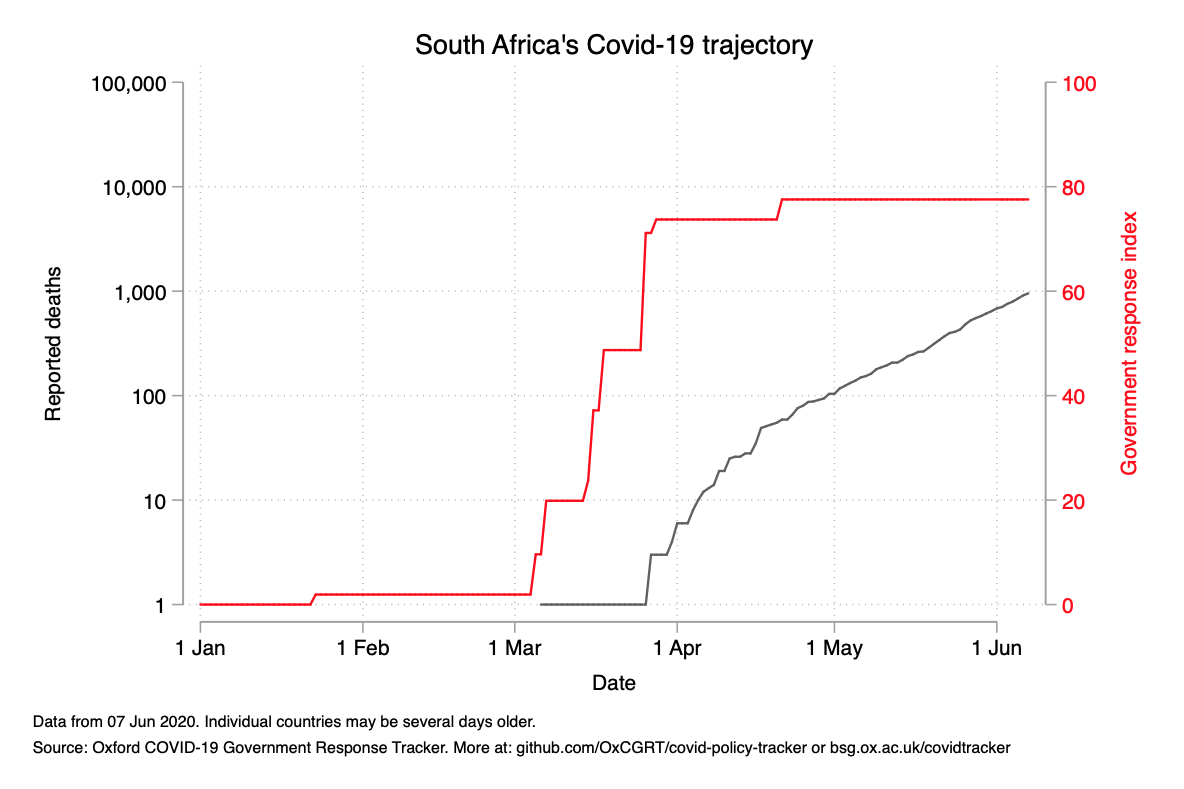 South Africa's Covid-19 trajectory
100,000
10,000
1,000
100
10
1
Reported deaths
100
80
60
40
20
0
Government response index
1 Jan 1 Feb 1 Mar 1 Apr 1 May 1 Jun
Date
Data from 07 Jun 2020. Individual countries may be several days older.
Source: Oxford COVID-19 Government Response Tracker. More at: github.com/OxCGRT/covid-policy-tracker or bsg.ox.ac.uk/covidtracker